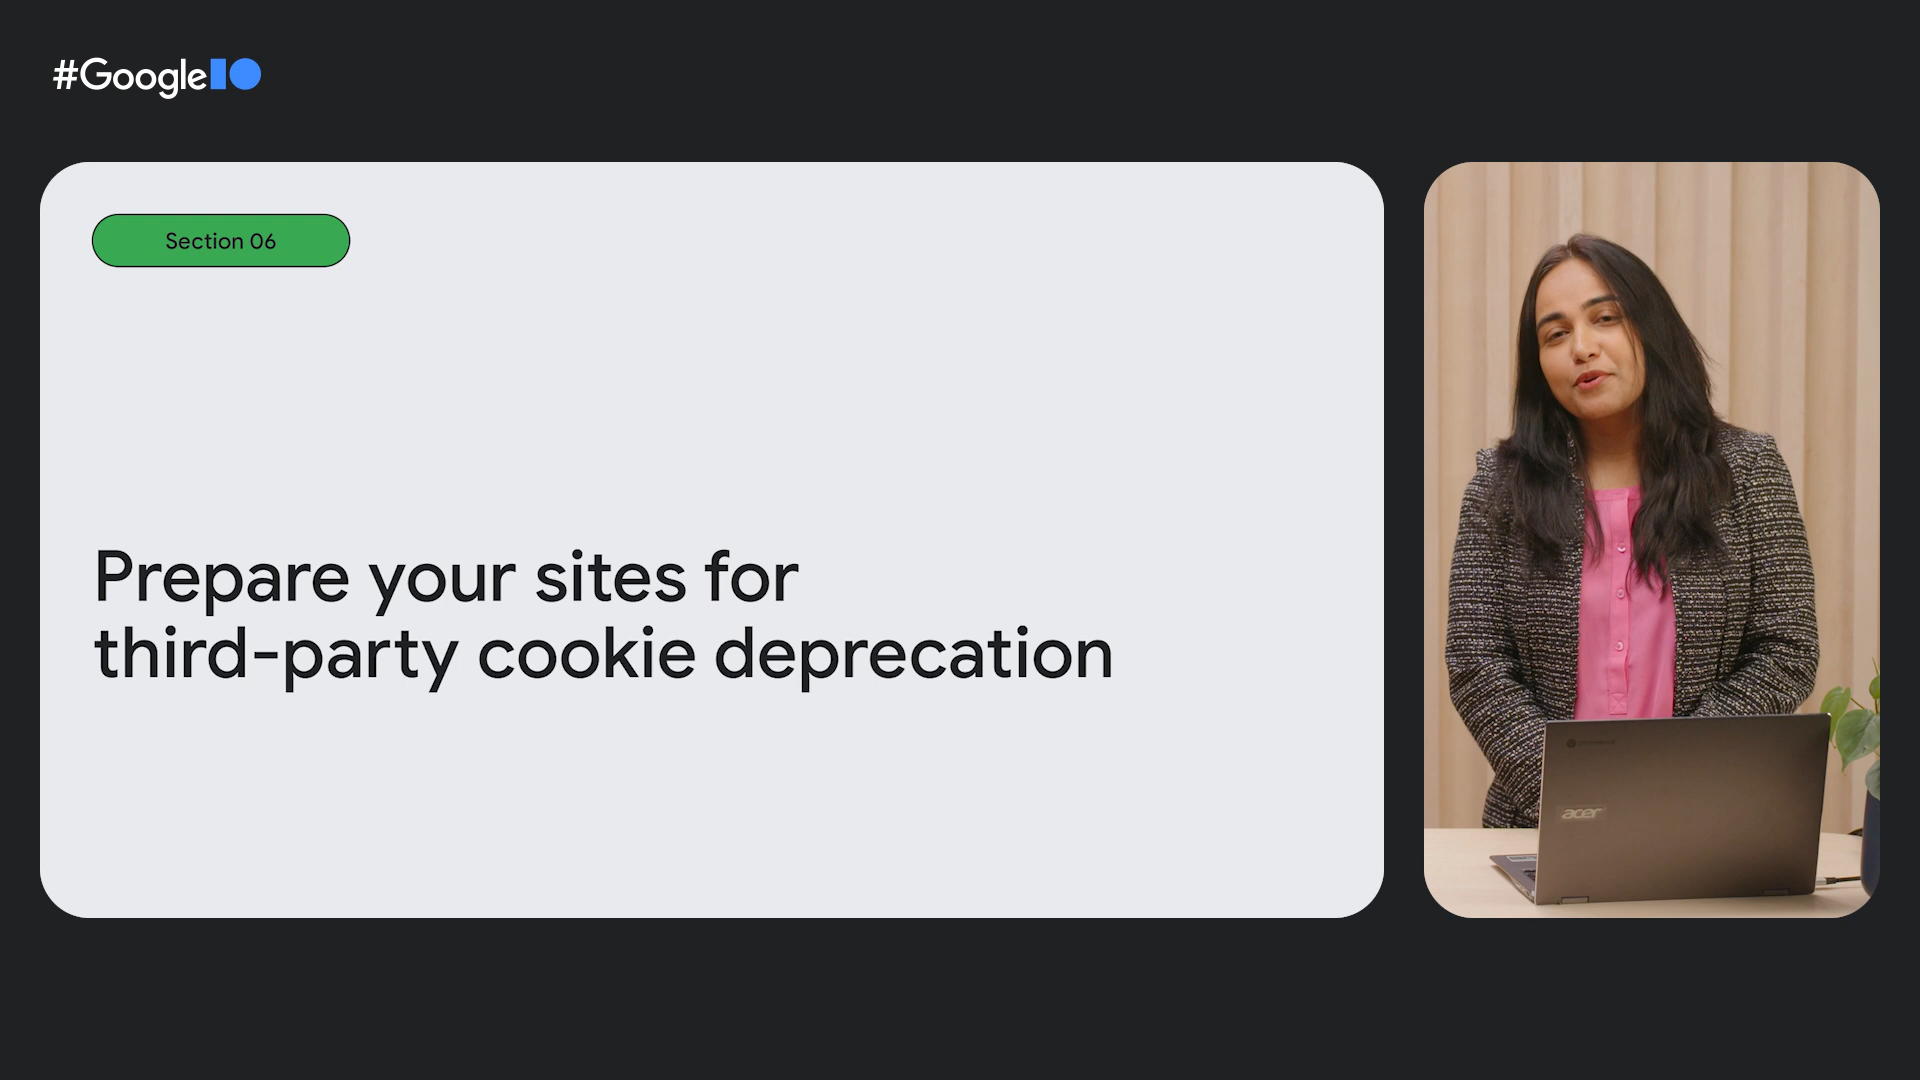 #GoogleIO
Section 06
Prepare your sites for
third-party cookie deprecation
acer